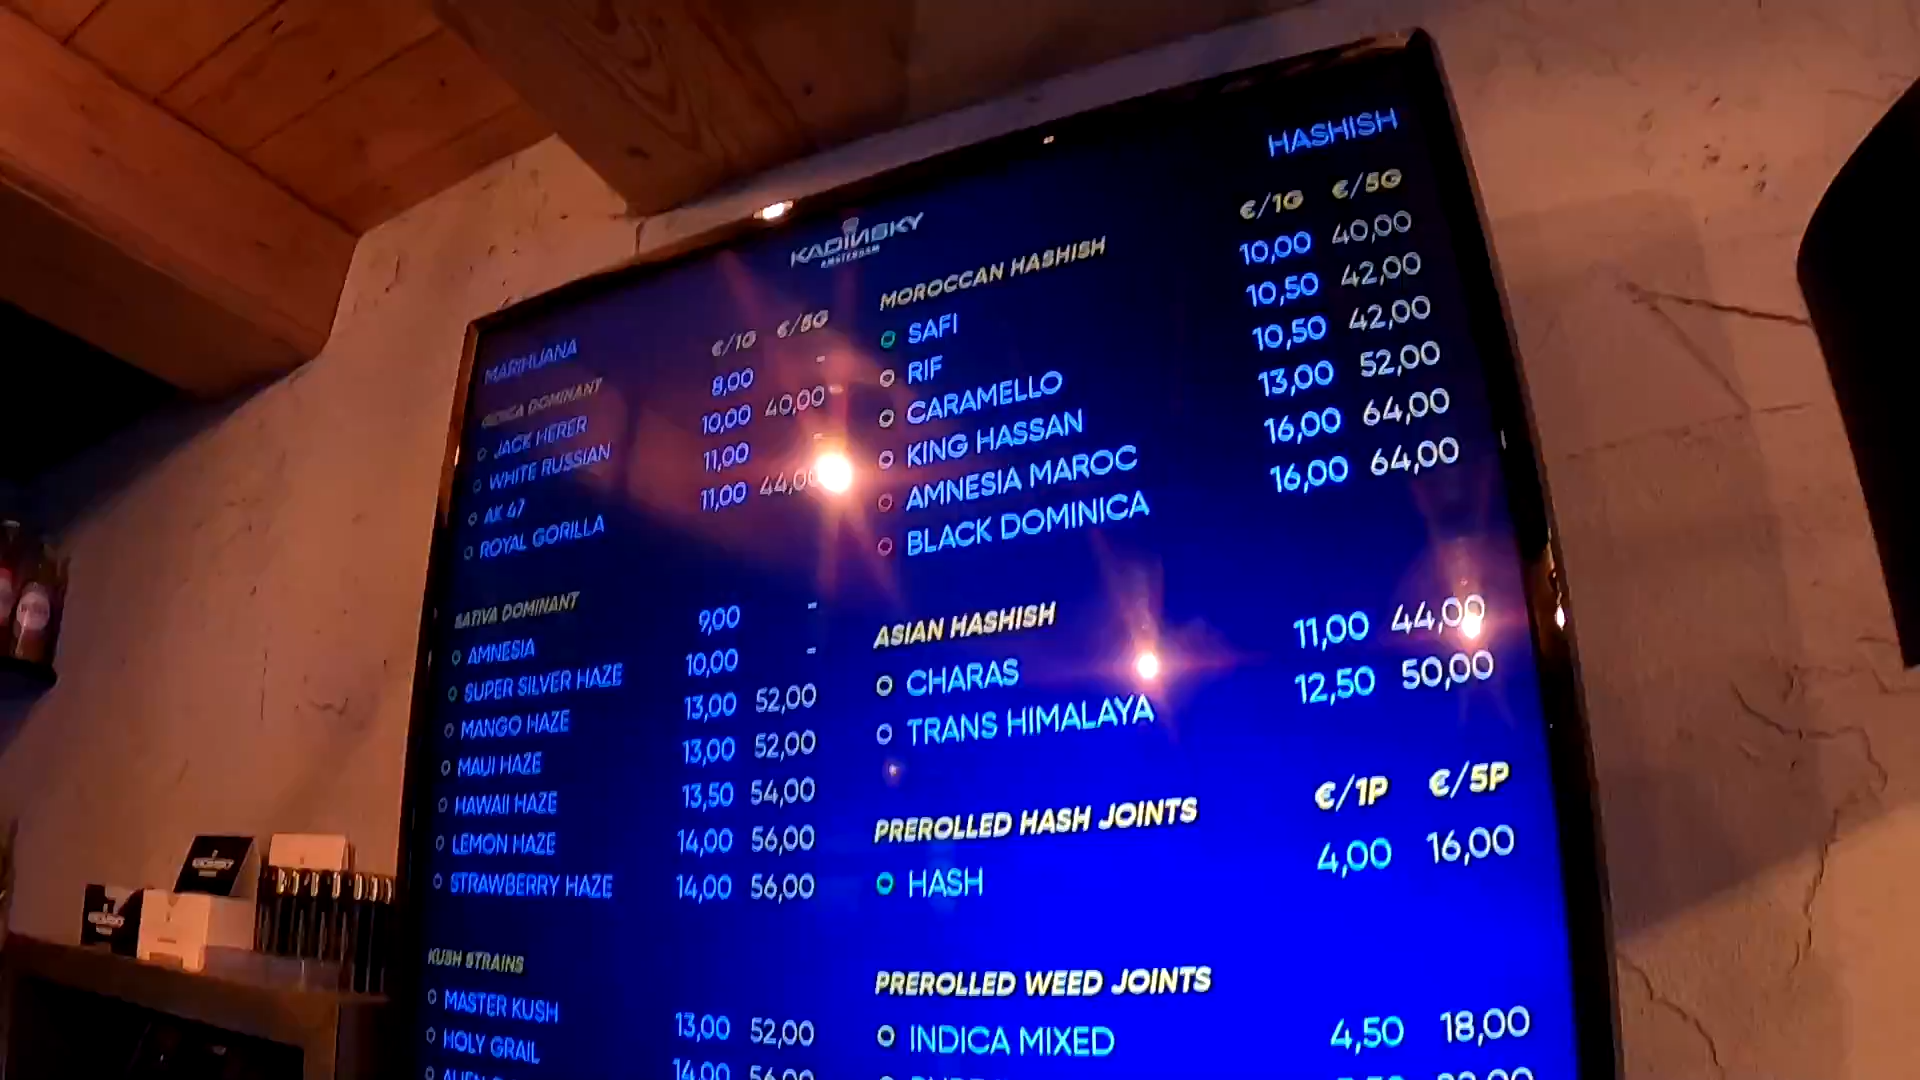 KADINSKY
AMSTERDAM
MARIHUANA
€/1G €/5G
INDICA DOMINANT
JACK HERER 8,00 -
WHITE RUSSIAN 10,00 40,00
AK 47 11,00 -
ROYAL GORILLA 11,00 44,00
SATIVA DOMINANT
AMNESIA 9,00 -
SUPER SILVER HAZE 10,00 -
MANGO HAZE 13,00 52,00
MAUI HAZE 13,00 52,00
HAWAII HAZE 13,50 54,00
LEMON HAZE 14,00 56,00
STRAWBERRY HAZE 14,00 56,00
KUSH STRAINS
MASTER KUSH 13,00 52,00
HOLY GRAIL 14,00 56,00
HASHISH
€/1G €/5G
MOROCCAN HASHISH
SAFI 10,00 40,00
RIF 10,50 42,00
CARAMELLO 10,50 42,00
KING HASSAN 13,00 52,00
AMNESIA MAROC 16,00 64,00
BLACK DOMINICA 16,00 64,00
ASIAN HASHISH
CHARAS 11,00 44,00
TRANS HIMALAYA 12,50 50,00
€/1P €/5P
PREROLLED HASH JOINTS
HASH 4,00 16,00
PREROLLED WEED JOINTS
INDICA MIXED 4,50 18,00
KADINSKY